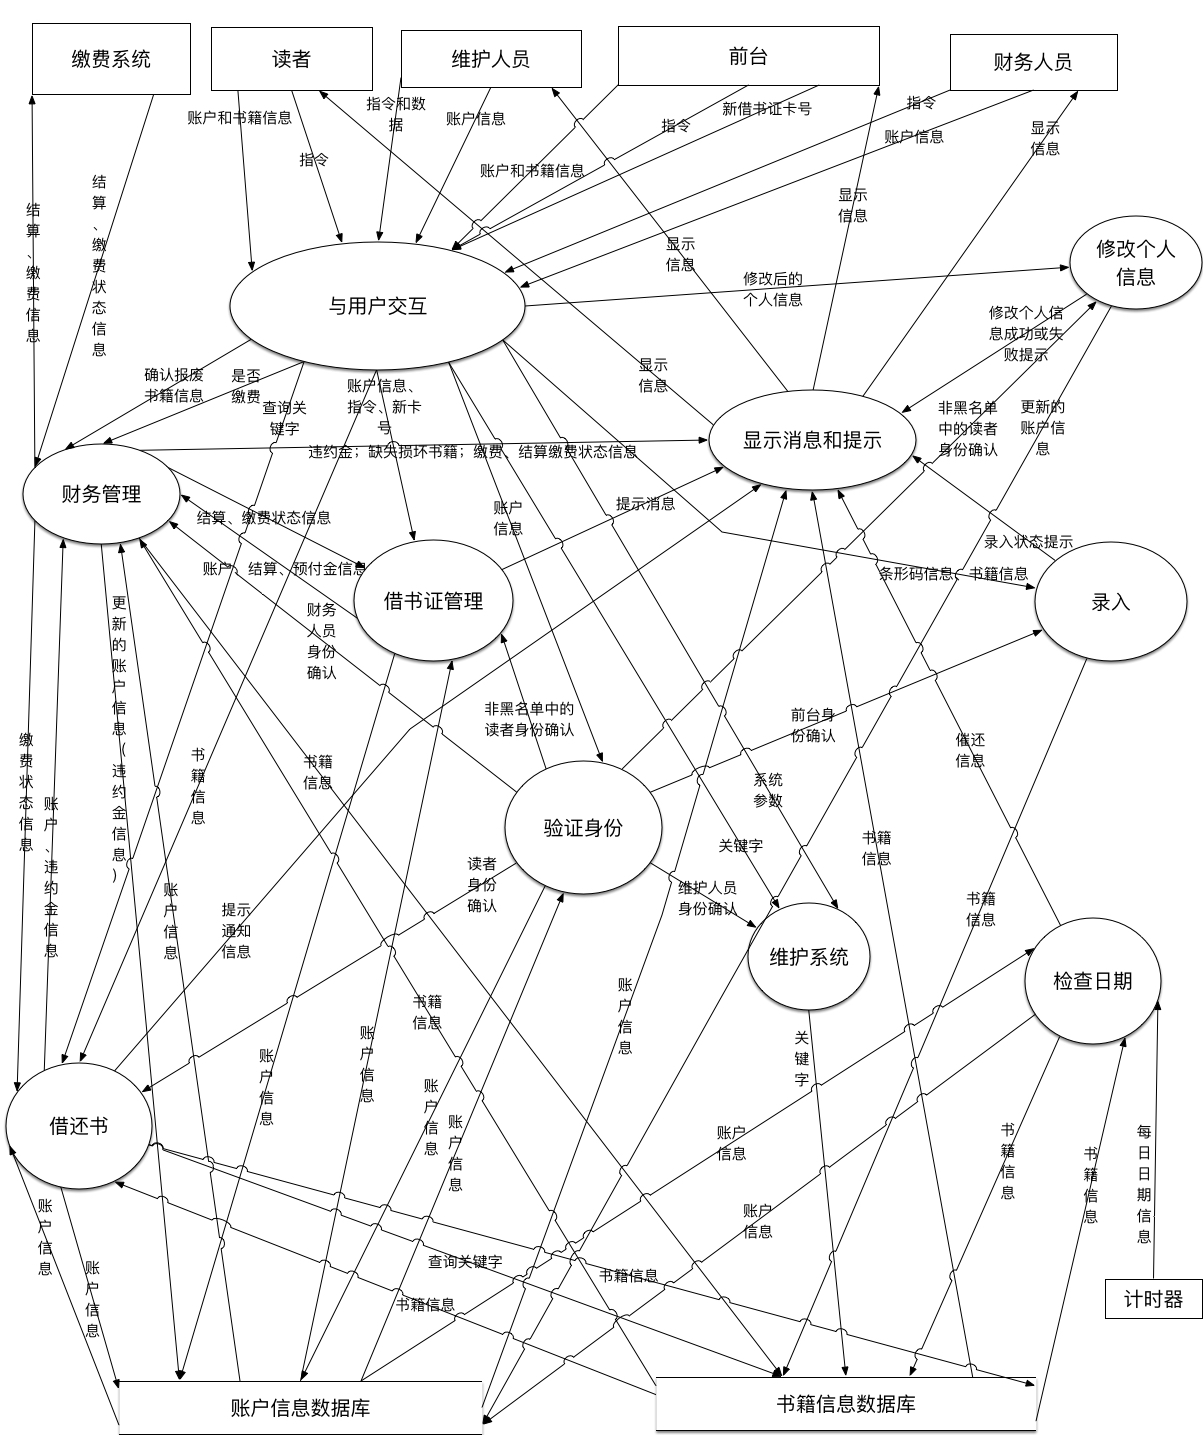 缴费系统
读者
维护人员
前台
财务人员
账户和书籍信息
指令
指令和数
据
账户信息
账户和书籍信息
指令
新借书证卡号
指令
账户信息
显示
信息
显示
信息
显示
信息
显示
信息
结算、缴费信息
结算、缴费状态信息
与用户交互
修改后的
个人信息
修改个人
信息
修改个人信
息成功或失
败提示
确认报废
书籍信息
是否
缴费
查询关
键字
账户信息、
指令、新卡
号
非黑名单
中的读者
身份确认
更新的
账户信
息
显示消息和提示
违约金；缺失损坏书籍；缴费、结算缴费状态信息
财务管理
结算、缴费状态信息
账户
信息
提示消息
录入状态提示
账户、结算、预付金信息
条形码信息、书籍信息
借书证管理
录入
财务
人员
身份
确认
更新的账户信息(违约金信息)
非黑名单中的
读者身份确认
前台身
份确认
催还
信息
缴费状态信息
账户、违约金信息
书籍信息
书籍
信息
系统
参数
验证身份
关键字
书籍
信息
读者
身份
确认
维护人员
身份确认
账户信息
提示
通知
信息
书籍
信息
维护系统
检查日期
书籍
信息
账户信息
关键字
账户信息
账户信息
账户信息
账户信息
借还书
账户
信息
书籍信息
书籍信息
每日日期信息
账户信息
账户信息
账户
信息
查询关键字
书籍信息
书籍信息
计时器
账户信息数据库
书籍信息数据库